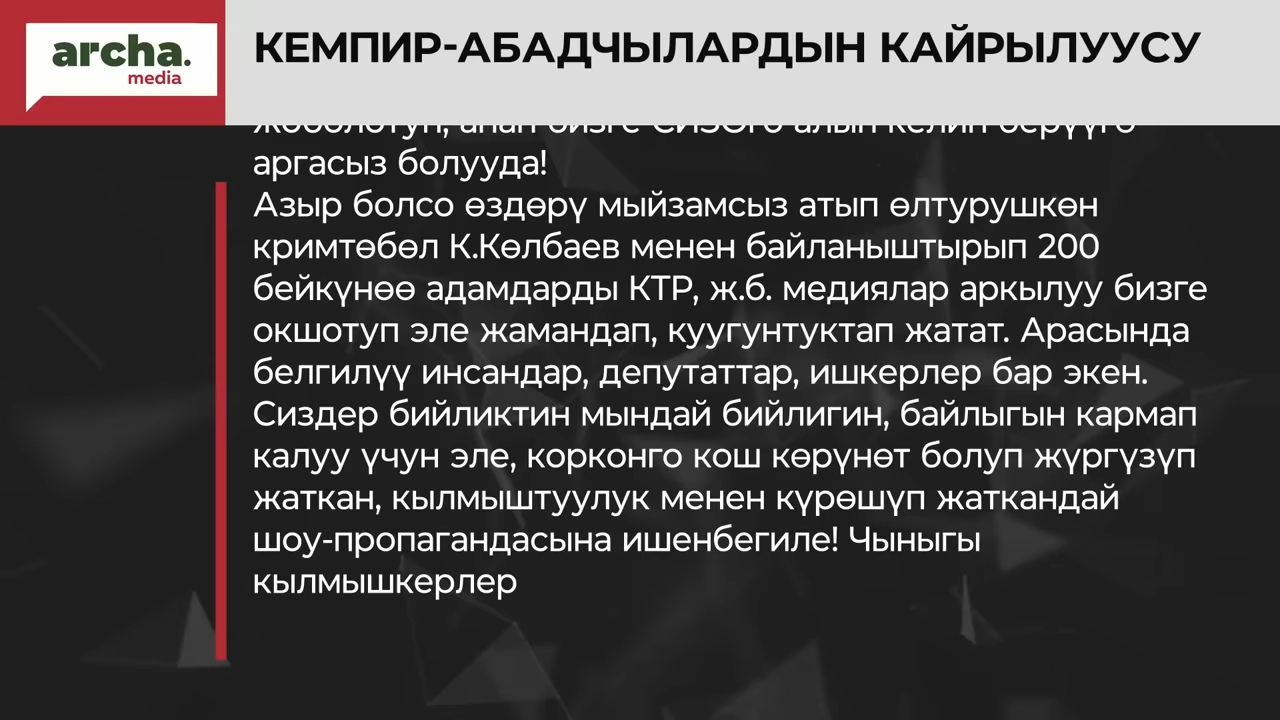 archa.
media
КЕМПИР-АБАДЧЫЛАРДЫН КАЙРЫЛУУСУ
аргасыз болууда!
Азыр болсо өздөрү мыйзамсыз атып өлтурушкөн
кримтөбөл К.Көлбаев менен байланыштырып 200
бейкүнөө адамдарды КТР, ж.б. медиялар аркылуу бизге
окшотуп эле жамандап, куугунтуктап жатат. Арасында
белгилүү инсандар, депутаттар, ишкерлер бар экен.
Сиздер бийликтин мындай бийлигин, байлыгын кармап
калуу үчун эле, корконго кош көрүнөт болуп жүргүзүп
жаткан, кылмыштуулук менен күрөшүп жаткандай
шоу-пропагандасына ишенбегиле! Чыныгы
кылмышкерлер